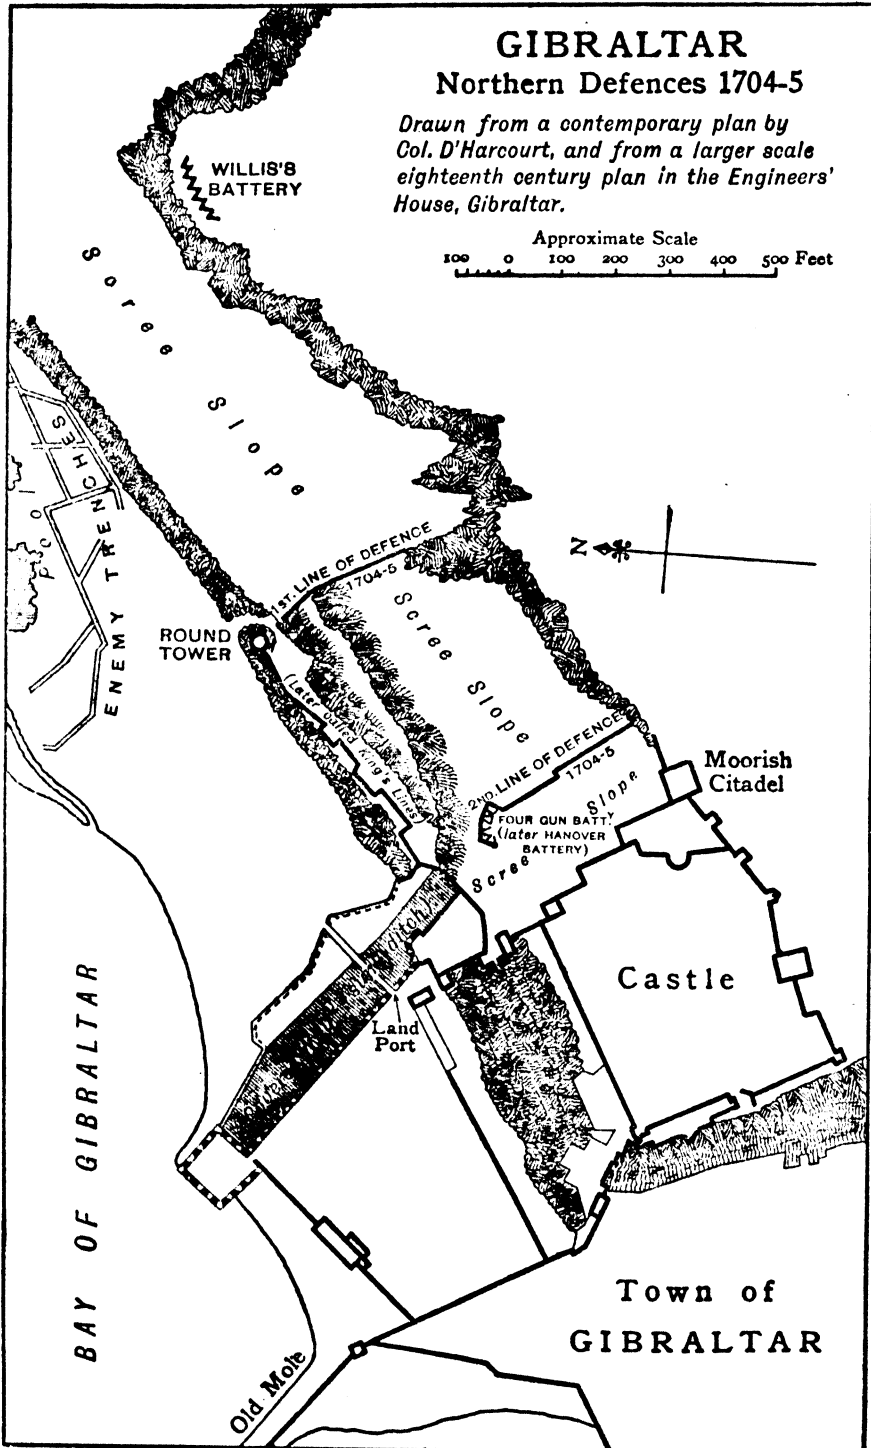 GIBRALTAR
Northern Defences 1704-5
Drawn from a contemporary plan by
Col. D'Harcourt, and from a larger scale
eighteenth century plan in the Engineers'
House, Gibraltar.
Approximate Scale
100 0 100 200 300 400 500 Feet
WILLIS'S
BATTERY
Scree Slope
ENEMY TRENCHES
Pool
N
1ST. LINE OF DEFENCE
1704-5
ROUND
TOWER
Scree Slope
(Later called King's Lines)
2ND. LINE OF DEFENCE
1704-5
Moorish
Citadel
FOUR GUN BATTY
(later HANOVER
BATTERY)
Scree Slope
ditch)
Castle
Land
Port
BAY OF GIBRALTAR
Town of
GIBRALTAR
Old Mole